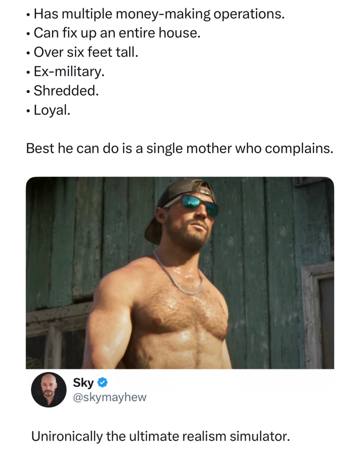 • Has multiple money-making operations.
• Can fix up an entire house.
• Over six feet tall.
• Ex-military.
• Shredded.
• Loyal.
Best he can do is a single mother who complains.
Sky
@skymayhew
Unironically the ultimate realism simulator.